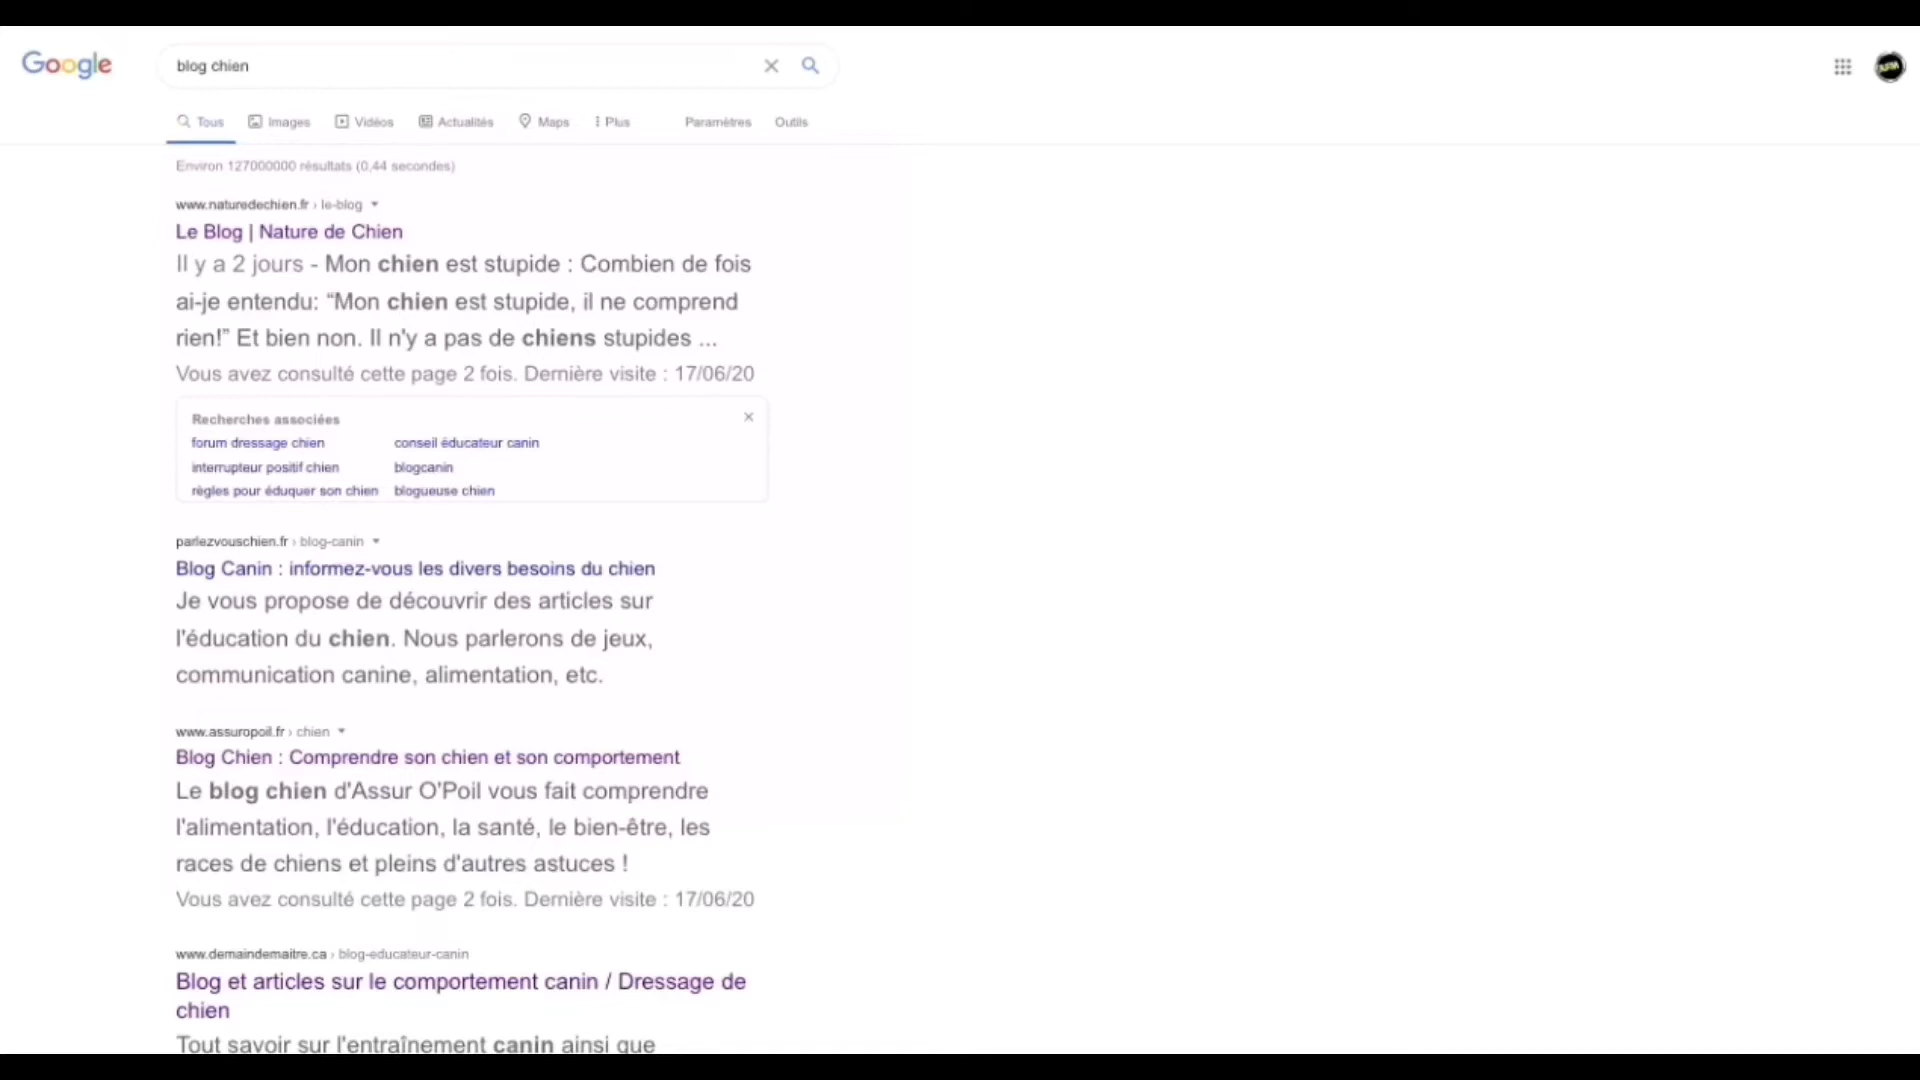 Google
blog chien
Tous Images Vidéos Actualités Maps Plus Paramètres Outils
Environ 127000000 résultats (0,44 secondes)
www.naturedechien.fr › le-blog
Le Blog | Nature de Chien
Il y a 2 jours - Mon chien est stupide : Combien de fois
ai-je entendu: “Mon chien est stupide, il ne comprend
rien!” Et bien non. Il n'y a pas de chiens stupides ...
Vous avez consulté cette page 2 fois. Dernière visite : 17/06/20
Recherches associées
forum dressage chien conseil éducateur canin
interrupteur positif chien blogcanin
règles pour éduquer son chien blogueuse chien
parlezvouschien.fr › blog-canin
Blog Canin : informez-vous les divers besoins du chien
Je vous propose de découvrir des articles sur
l'éducation du chien. Nous parlerons de jeux,
communication canine, alimentation, etc.
www.assuropoil.fr › chien
Blog Chien : Comprendre son chien et son comportement
Le blog chien d'Assur O'Poil vous fait comprendre
l'alimentation, l'éducation, la santé, le bien-être, les
races de chiens et pleins d'autres astuces !
Vous avez consulté cette page 2 fois. Dernière visite : 17/06/20
www.demaindemaitre.ca › blog-educateur-canin
Blog et articles sur le comportement canin / Dressage de
chien
Tout savoir sur l'entraînement canin ainsi que